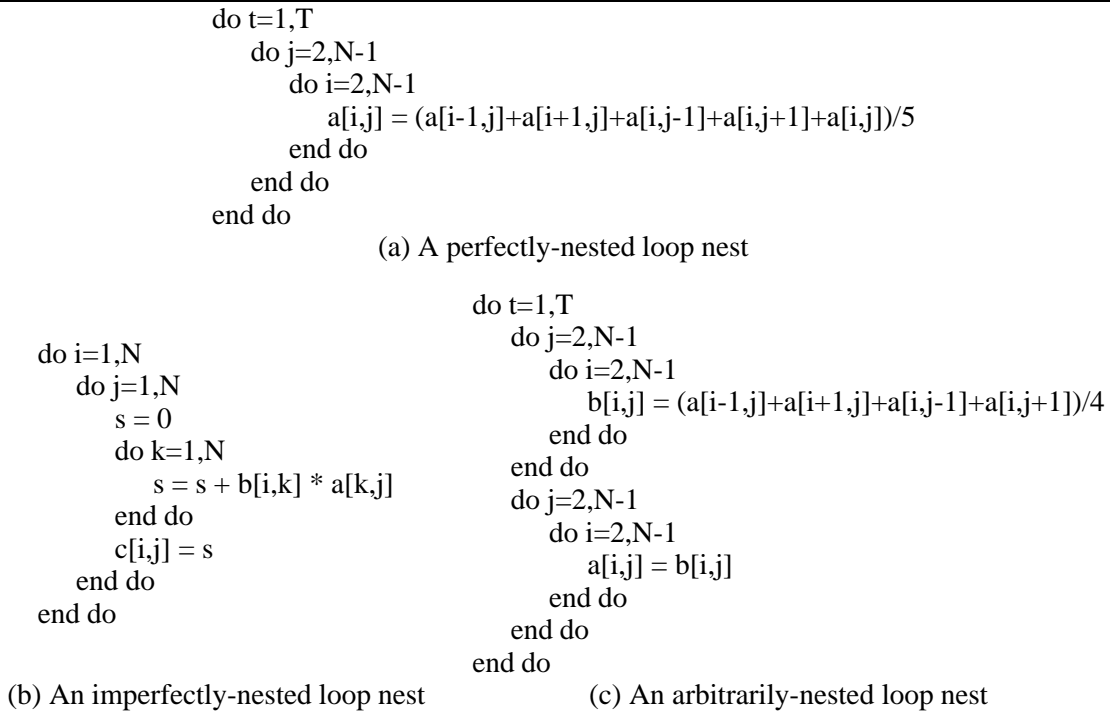 do t=1,T
do j=2,N-1
do i=2,N-1
a[i,j] = (a[i-1,j]+a[i+1,j]+a[i,j-1]+a[i,j+1]+a[i,j])/5
end do
end do
end do
(a) A perfectly-nested loop nest
do i=1,N
do j=1,N
s = 0
do k=1,N
s = s + b[i,k] * a[k,j]
end do
c[i,j] = s
end do
end do
(b) An imperfectly-nested loop nest
do t=1,T
do j=2,N-1
do i=2,N-1
b[i,j] = (a[i-1,j]+a[i+1,j]+a[i,j-1]+a[i,j+1])/4
end do
end do
do j=2,N-1
do i=2,N-1
a[i,j] = b[i,j]
end do
end do
end do
(c) An arbitrarily-nested loop nest